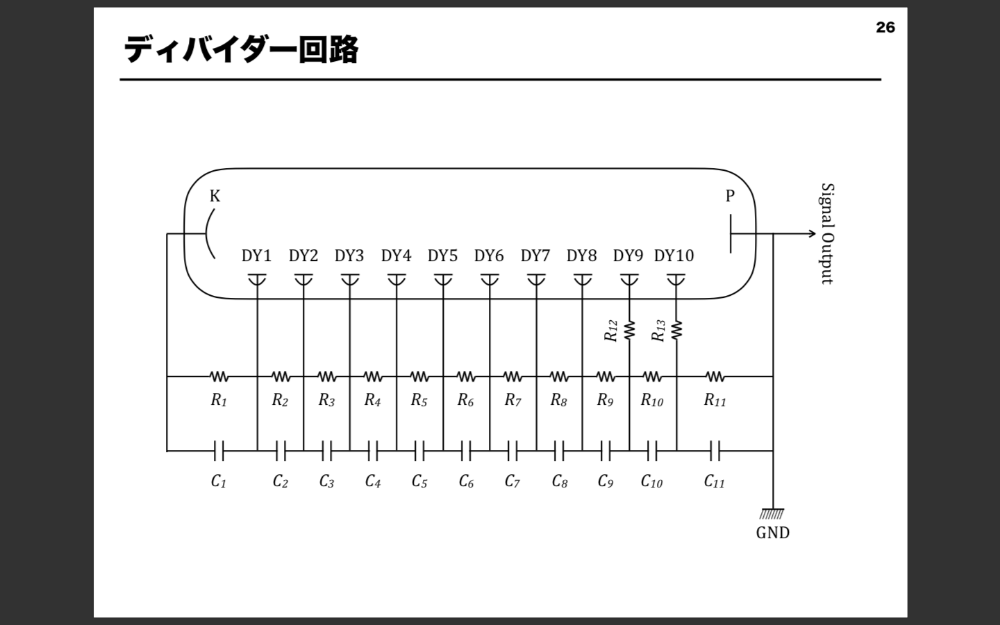 26
ディバイダー回路
K
P
Signal Output
DY1 DY2 DY3 DY4 DY5 DY6 DY7 DY8 DY9 DY10
R12 R13
R1 R2 R3 R4 R5 R6 R7 R8 R9 R10 R11
C1 C2 C3 C4 C5 C6 C7 C8 C9 C10 C11
GND